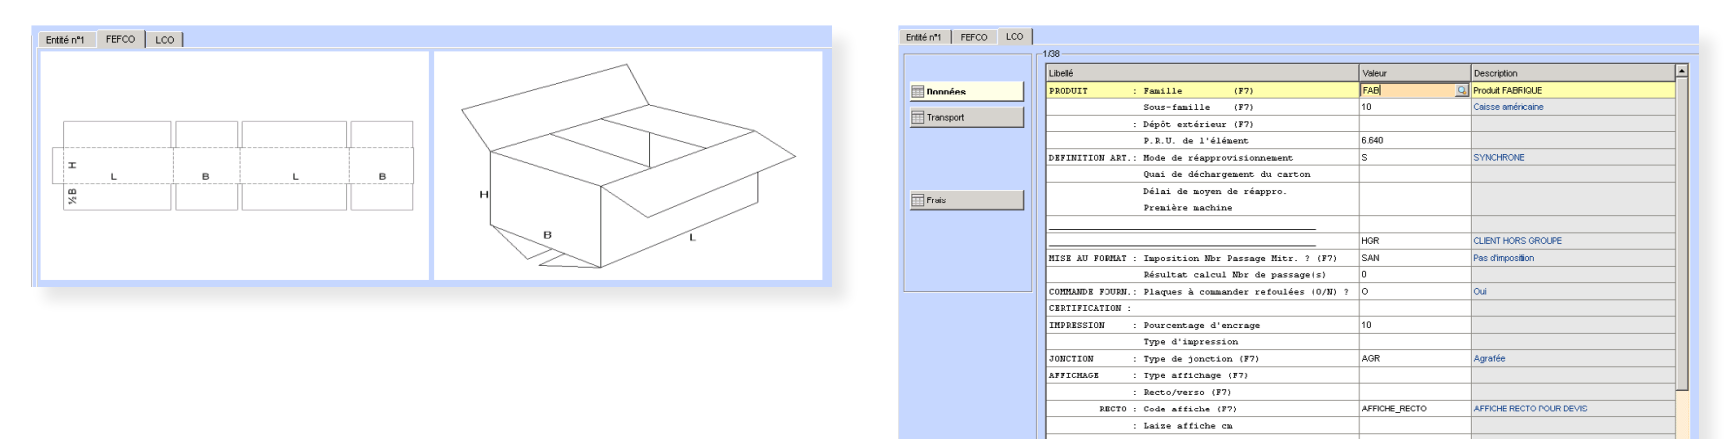 Entité n°1 FEFCO LCO
H
L B L B
½B
H
B
L
Entité n°1 FEFCO LCO
1/38
Libellé Valeur Description
Données
Transport
Frais
PRODUIT : Famille (F7) FAB Produit FABRIQUE
Sous-famille (F7) 10 Caisse américaine
: Dépôt extérieur (F7)
P.R.U. de l'élément 6.640
DEFINITION ART.: Mode de réapprovisionnement S SYNCHRONE
Quai de déchargement du carton
Délai de moyen de réappro.
Première machine
HGR CLIENT HORS GROUPE
MISE AU FORMAT : Imposition Nbr Passage Mitr. ? (F7) SAN Pas d'imposition
Résultat calcul Nbr de passage(s) 0
COMMANDE FOURN.: Plaques à commander refoulées (O/N) ? O Oui
CERTIFICATION :
IMPRESSION : Pourcentage d'encrage 10
Type d'impression
JONCTION : Type de jonction (F7) AGR Agrafée
AFFICHAGE : Type affichage (F7)
: Recto/verso (F7)
RECTO : Code affiche (F7) AFFICHE_RECTO AFFICHE RECTO POUR DEVIS
: Laize affiche cm